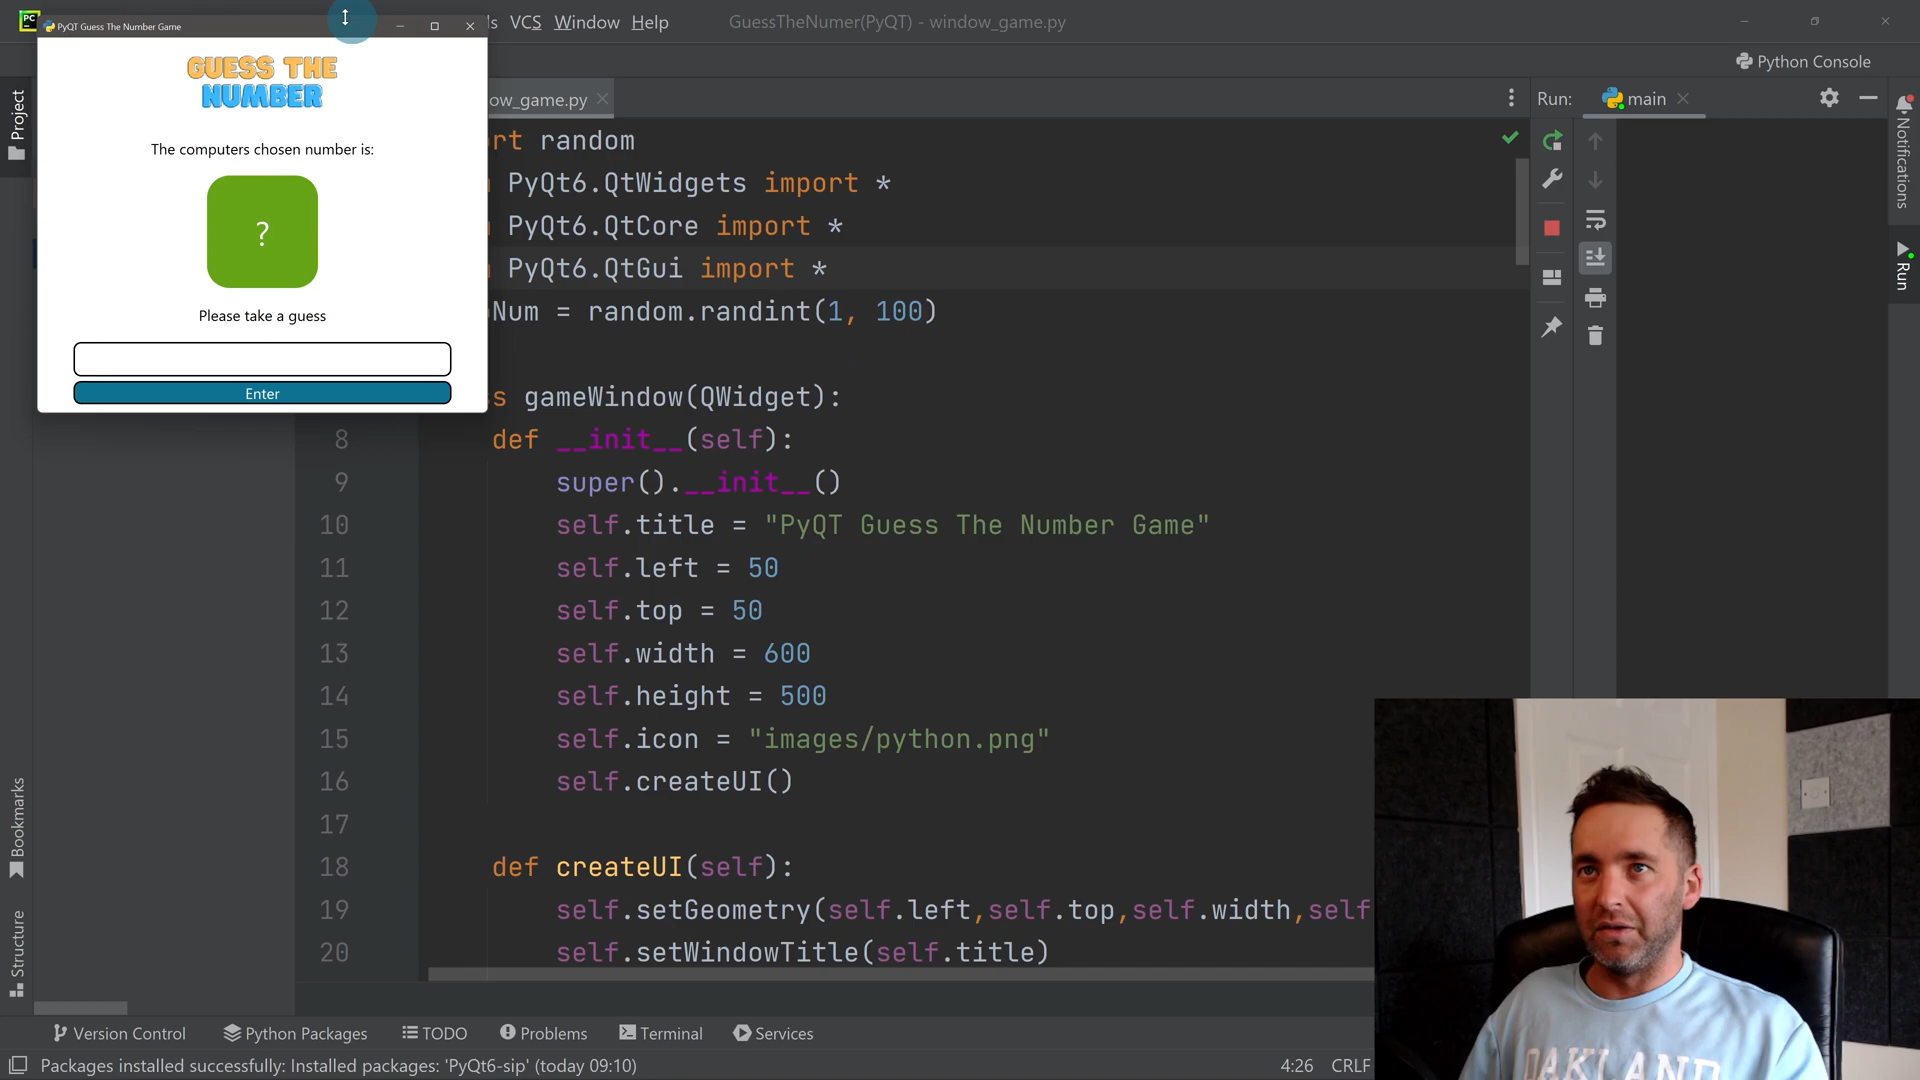 PC
ls VCS Window Help
GuessTheNumer(PyQT) - window_game.py
PyQT Guess The Number Game
GUESS THE
NUMBER
The computers chosen number is:
?
Please take a guess
Enter
Python Console
Project
ow_game.py
Run: main
Notifications
Run
rt random
PyQt6.QtWidgets import *
PyQt6.QtCore import *
PyQt6.QtGui import *
Num = random.randint(1, 100)
s gameWindow(QWidget):
8 def __init__(self):
9 super().__init__()
10 self.title = "PyQT Guess The Number Game"
11 self.left = 50
12 self.top = 50
13 self.width = 600
14 self.height = 500
15 self.icon = "images/python.png"
16 self.createUI()
17
18 def createUI(self):
19 self.setGeometry(self.left,self.top,self.width,self
20 self.setWindowTitle(self.title)
Bookmarks
Structure
OAKLAND
Version Control Python Packages TODO Problems Terminal Services
Packages installed successfully: Installed packages: 'PyQt6-sip' (today 09:10)
4:26 CRLF